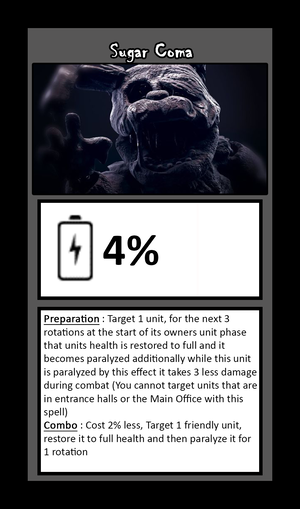 Sugar Coma
4%
Preparation : Target 1 unit, for the next 3
rotations at the start of its owners unit phase
that units health is restored to full and it
becomes paralyzed additionally while this unit
is paralyzed by this effect it takes 3 less damage
during combat (You cannot target units that are
in entrance halls or the Main Office with this
spell)
Combo : Cost 2% less, Target 1 friendly unit,
restore it to full health and then paralyze it for
1 rotation